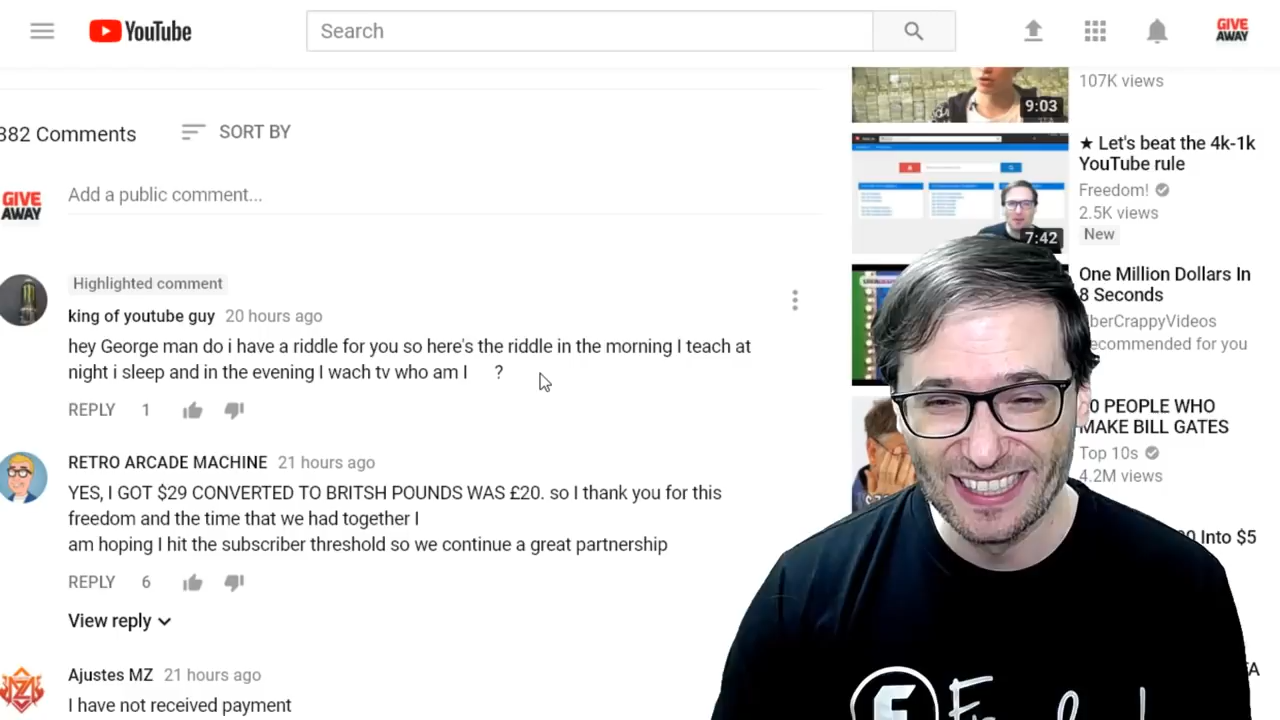 YouTube
Search
GIVE
AWAY
107K views
9:03
382 Comments
SORT BY
★ Let's beat the 4k-1k
YouTube rule
Freedom!
2.5K views
New
7:42
GIVE
AWAY
Add a public comment...
One Million Dollars In
8 Seconds
berCrappyVideos
ecommended for you
Highlighted comment
king of youtube guy 20 hours ago
hey George man do i have a riddle for you so here's the riddle in the morning I teach at
night i sleep and in the evening I wach tv who am I ?
REPLY 1
0 PEOPLE WHO
MAKE BILL GATES
Top 10s
4.2M views
RETRO ARCADE MACHINE 21 hours ago
YES, I GOT $29 CONVERTED TO BRITSH POUNDS WAS £20. so I thank you for this
freedom and the time that we had together I
am hoping I hit the subscriber threshold so we continue a great partnership
REPLY 6
View reply
0 Into $5
Ajustes MZ 21 hours ago
I have not received payment